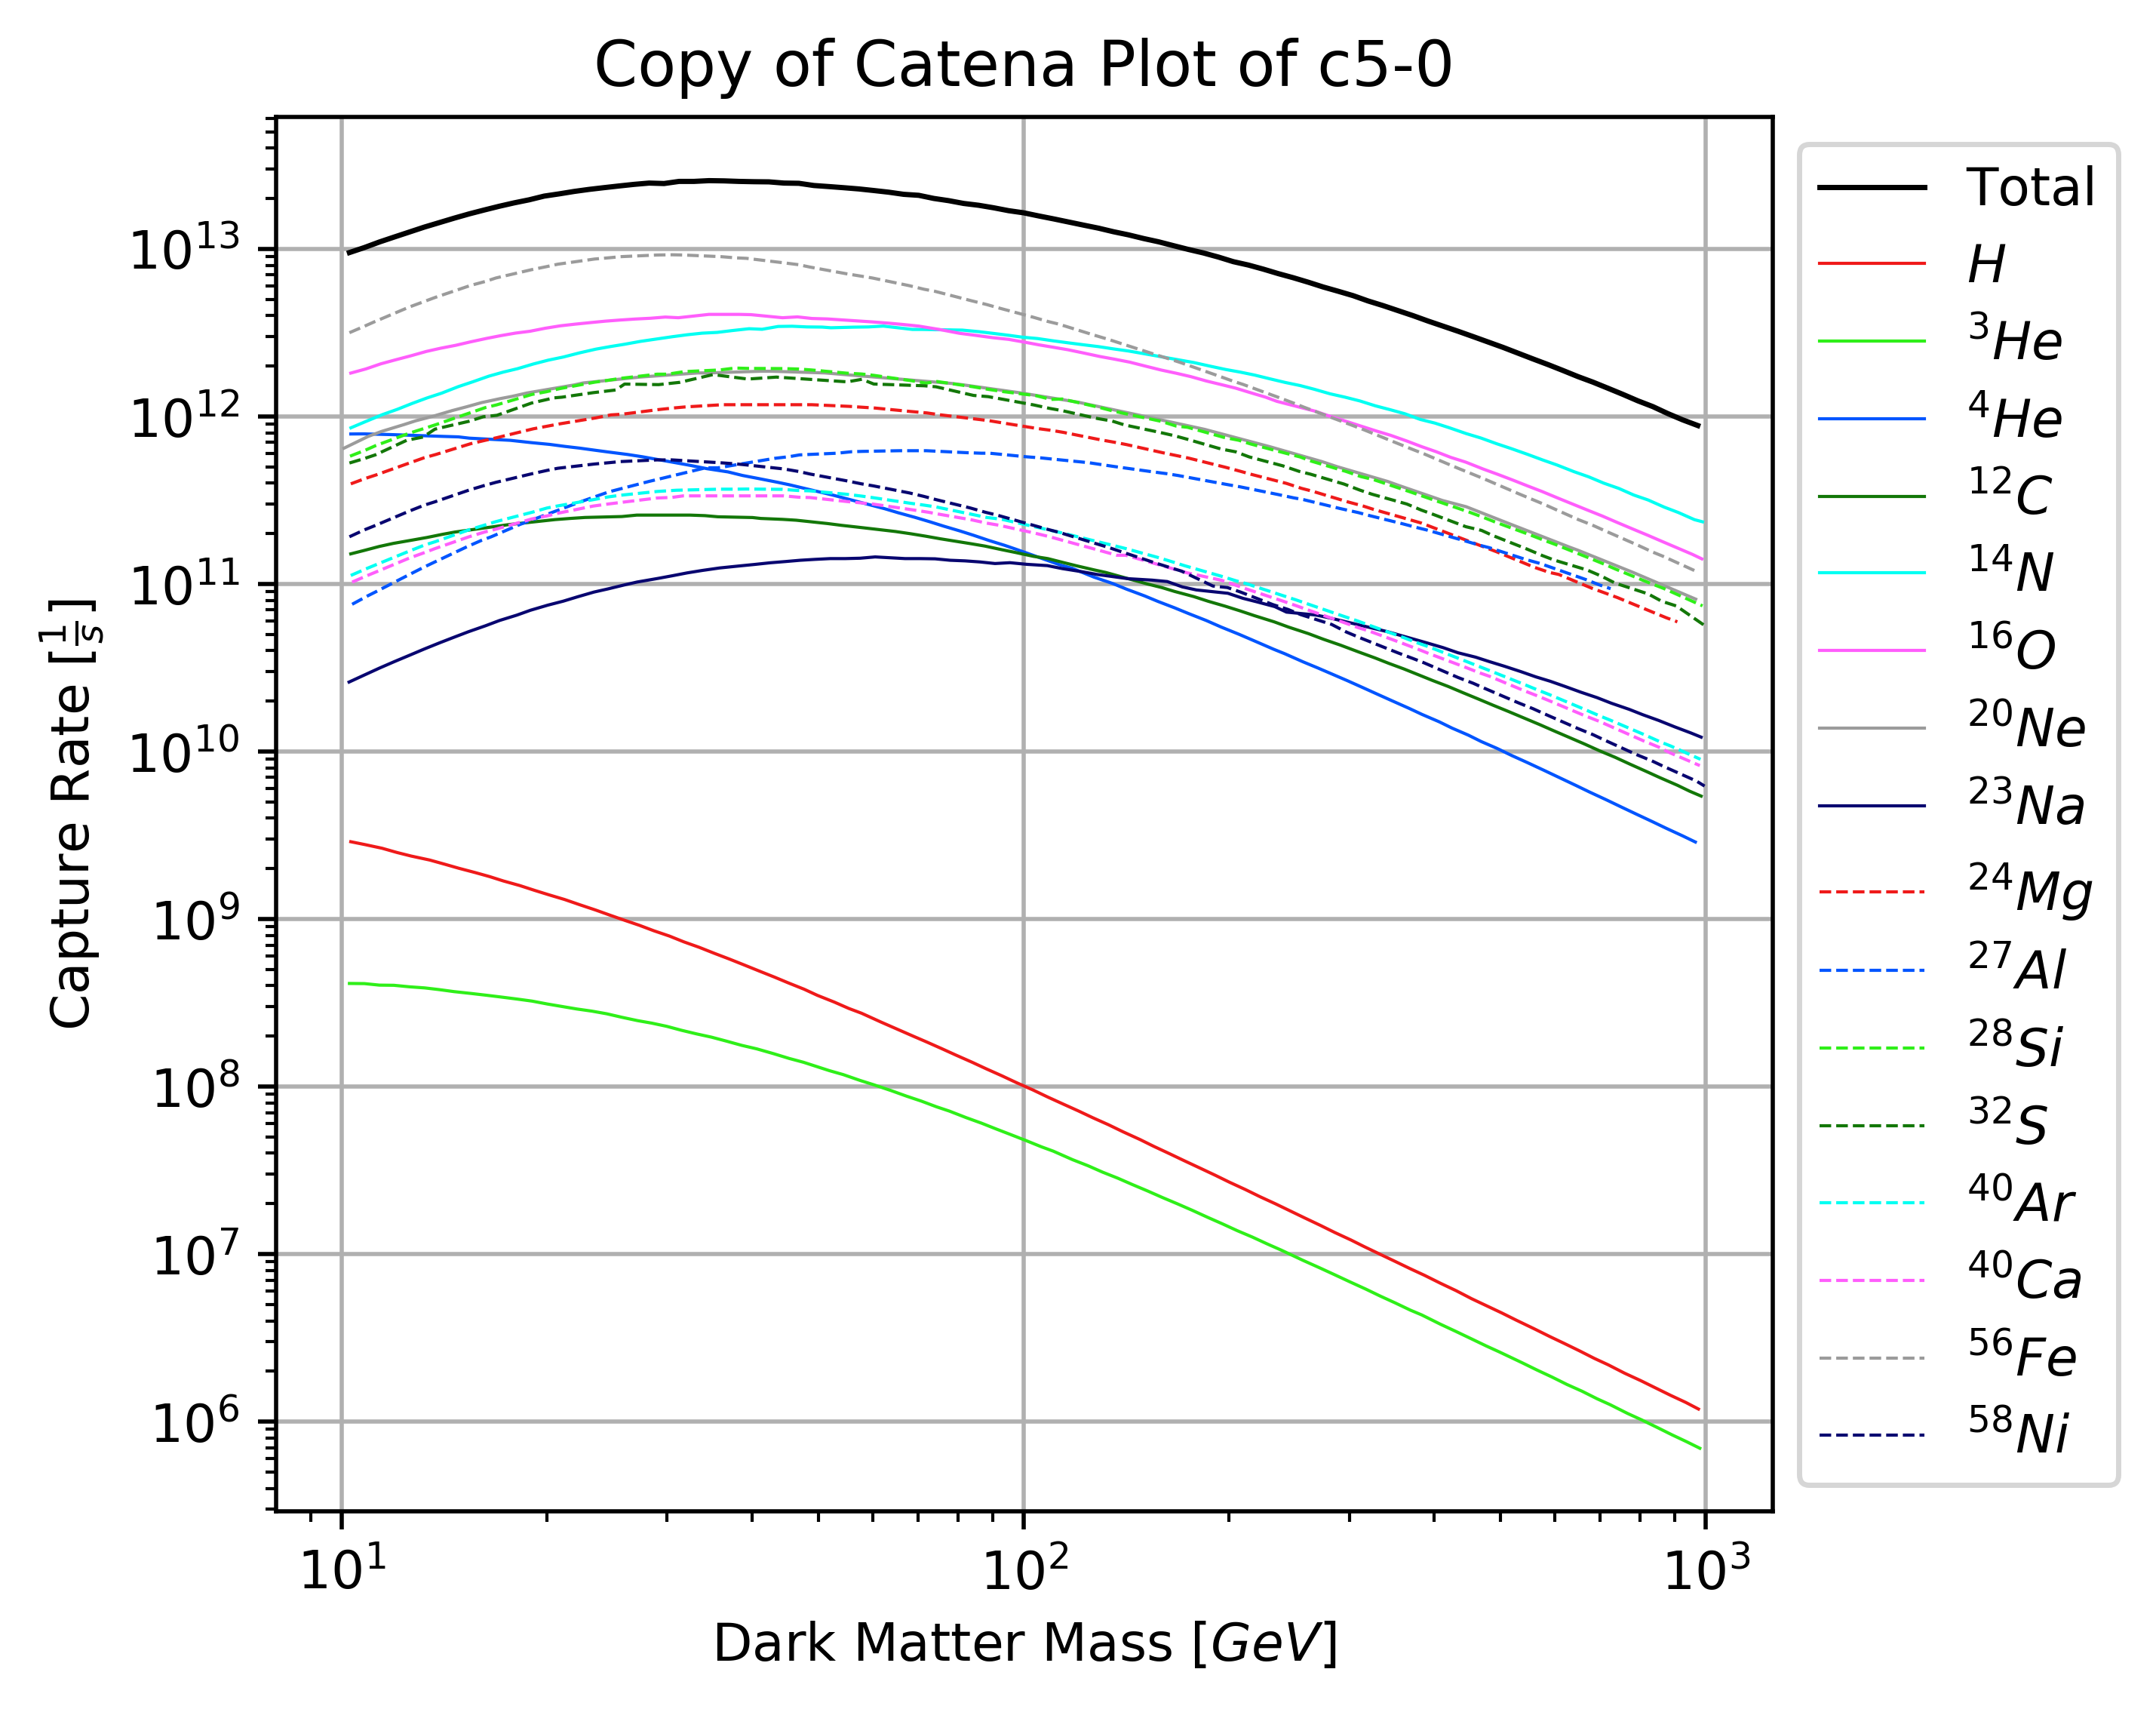 Copy of Catena Plot of c5-0
Capture Rate [$\frac{1}{s}$]
10^13
10^12
10^11
10^10
10^9
10^8
10^7
10^6
10^1
10^2
10^3
Dark Matter Mass [GeV]
Total
H
^3He
^4He
^12C
^14N
^16O
^20Ne
^23Na
^24Mg
^27Al
^28Si
^32S
^40Ar
^40Ca
^56Fe
^58Ni